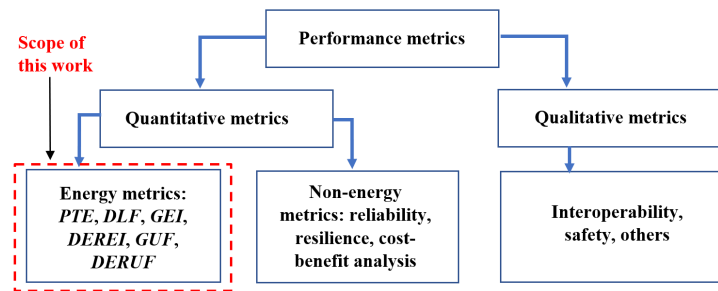 Performance metrics
Scope of
this work
Quantitative metrics
Qualitative metrics
Energy metrics:
PTE, DLF, GEI,
DEREI, GUF,
DERUF
Non-energy
metrics: reliability,
resilience, cost-
benefit analysis
Interoperability,
safety, others